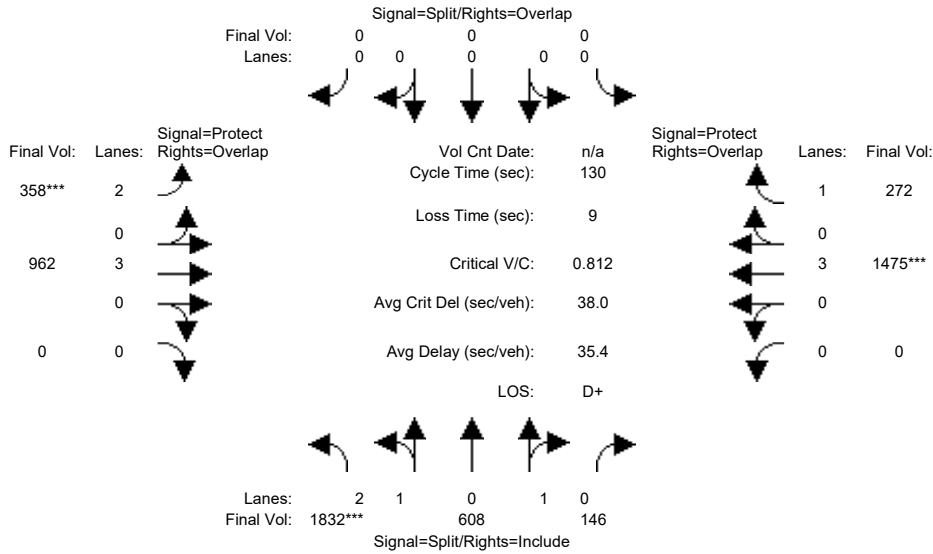 Signal=Split/Rights=Overlap
Final Vol: 0 0 0
Lanes: 0 0 0 0 0
Signal=Protect
Final Vol: Lanes: Rights=Overlap
Vol Cnt Date: n/a
Signal=Protect
Rights=Overlap Lanes: Final Vol:
Cycle Time (sec): 130
358*** 2
1 272
Loss Time (sec): 9
0
0
962 3
Critical V/C: 0.812
3 1475***
0
Avg Crit Del (sec/veh): 38.0
0
0 0
Avg Delay (sec/veh): 35.4
0 0
LOS: D+
Lanes: 2 1 0 1 0
Final Vol: 1832*** 608 146
Signal=Split/Rights=Include